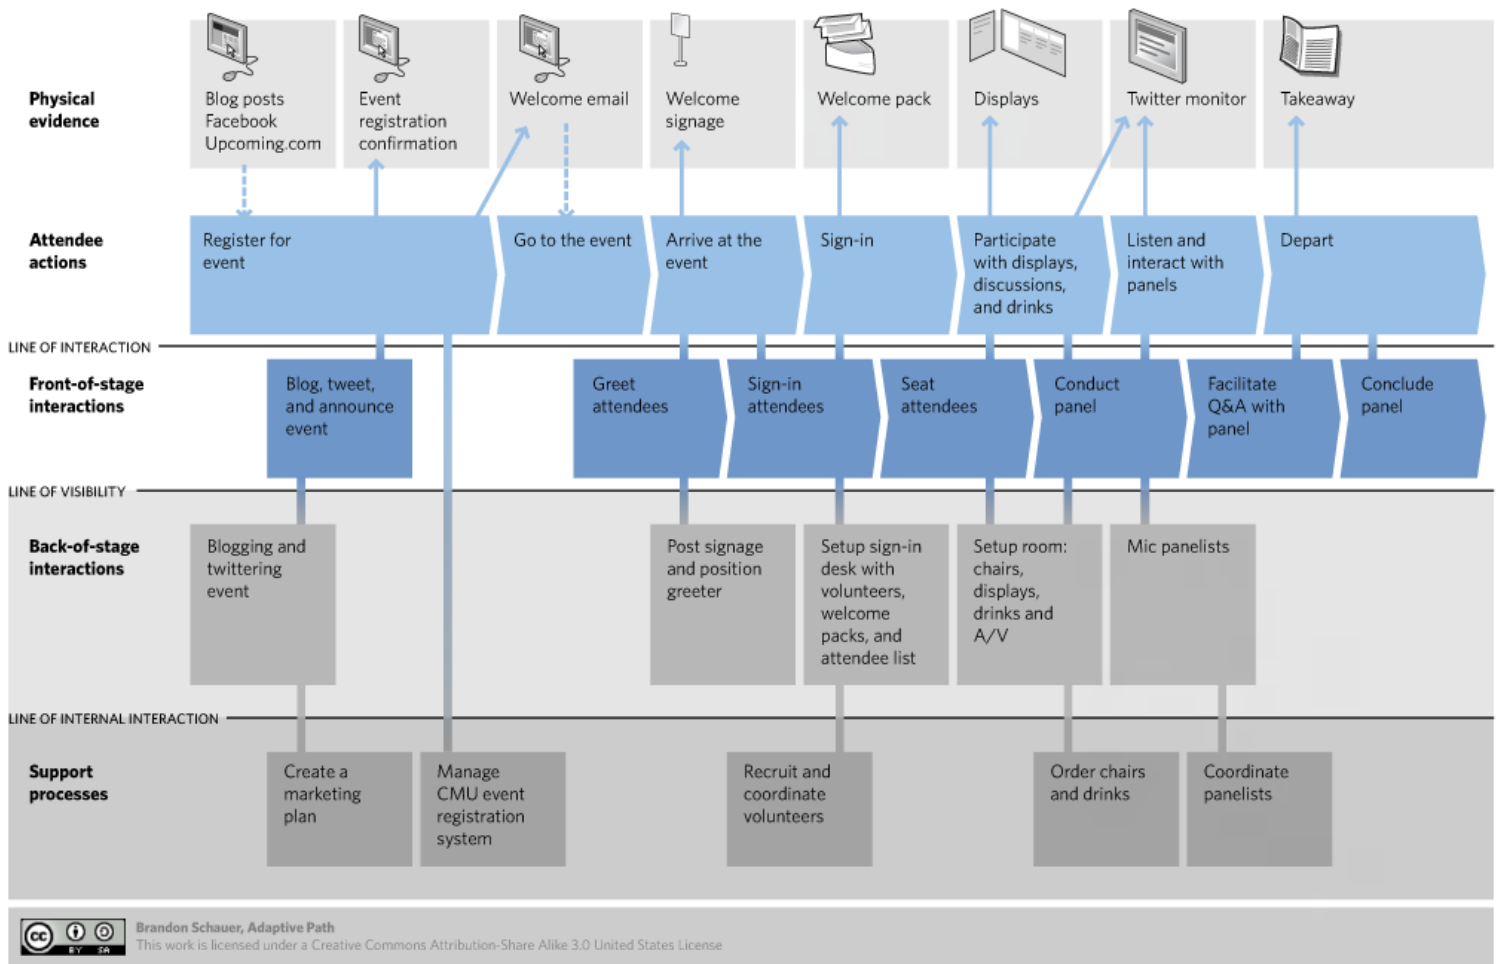 Physical
evidence
Blog posts
Facebook
Upcoming.com
Event
registration
confirmation
Welcome email
Welcome
signage
Welcome pack
Displays
Twitter monitor
Takeaway
Attendee
actions
Register for
event
Go to the event
Arrive at the
event
Sign-in
Participate
with displays,
discussions,
and drinks
Listen and
interact with
panels
Depart
LINE OF INTERACTION
Front-of-stage
interactions
Blog, tweet,
and announce
event
Greet
attendees
Sign-in
attendees
Seat
attendees
Conduct
panel
Facilitate
Q&A with
panel
Conclude
panel
LINE OF VISIBILITY
Back-of-stage
interactions
Blogging and
twittering
event
Post signage
and position
greeter
Setup sign-in
desk with
volunteers,
welcome
packs, and
attendee list
Setup room:
chairs,
displays,
drinks and
A/V
Mic panelists
LINE OF INTERNAL INTERACTION
Support
processes
Create a
marketing
plan
Manage
CMU event
registration
system
Recruit and
coordinate
volunteers
Order chairs
and drinks
Coordinate
panelists
cc
BY SA
Brandon Schauer, Adaptive Path
This work is licensed under a Creative Commons Attribution-Share Alike 3.0 United States License